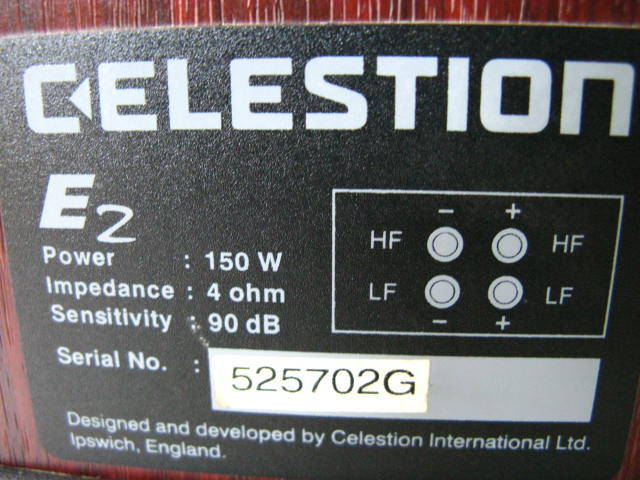 CELESTION
E2
Power : 150 W
Impedance : 4 ohm
Sensitivity : 90 dB
Serial No. : 525702G
- +
HF HF
LF LF
- +
Designed and developed by Celestion International Ltd.
Ipswich, England.